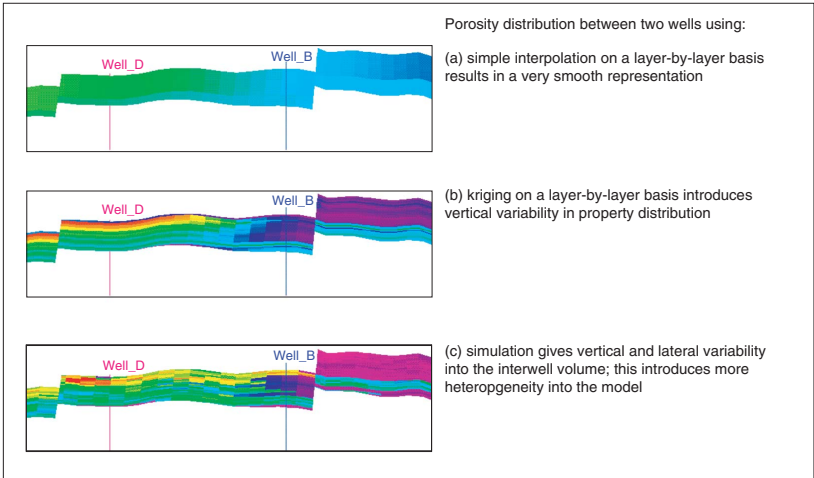 Porosity distribution between two wells using:
Well_D
Well_B
(a) simple interpolation on a layer-by-layer basis
results in a very smooth representation
Well_D
Well_B
(b) kriging on a layer-by-layer basis introduces
vertical variability in property distribution
Well_D
Well_B
(c) simulation gives vertical and lateral variability
into the interwell volume; this introduces more
heteropgeneity into the model